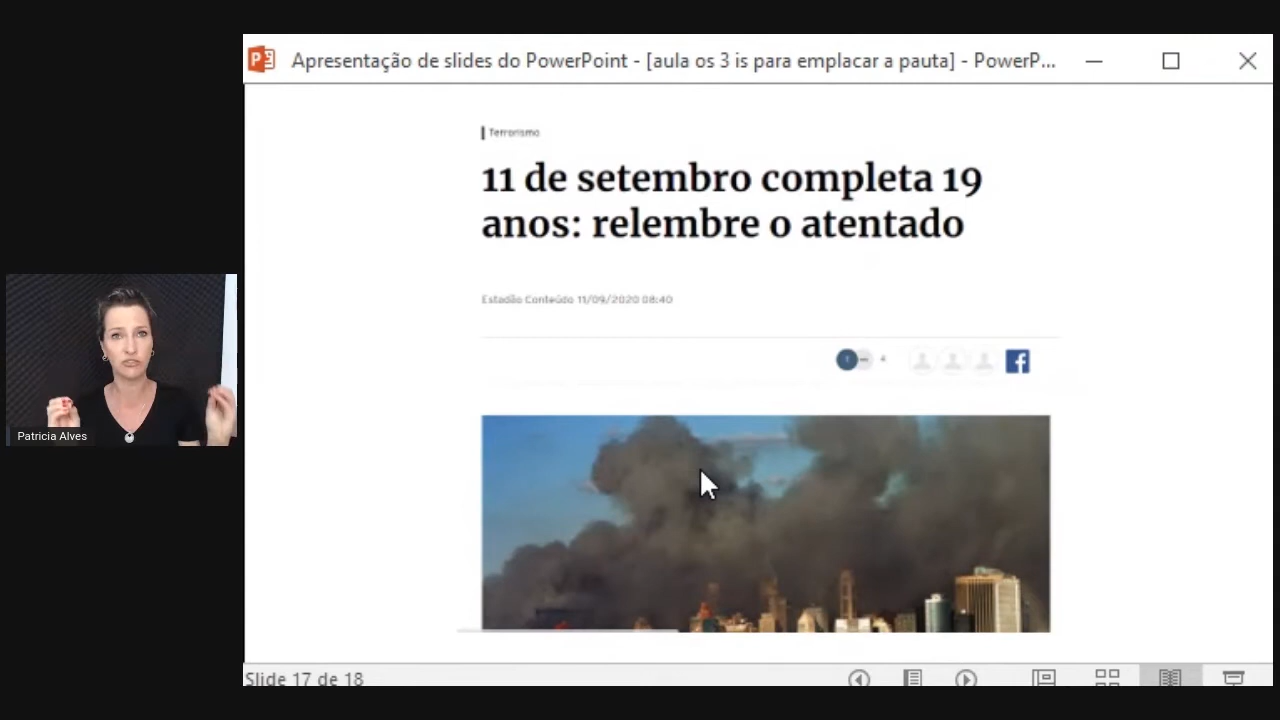 Apresentação de slides do PowerPoint - [aula os 3 is para emplacar a pauta] - PowerP...
Terrorismo
11 de setembro completa 19
anos: relembre o atentado
Estadão Conteúdo 11/09/2020 08:40
4
Patricia Alves
Slide 17 de 18